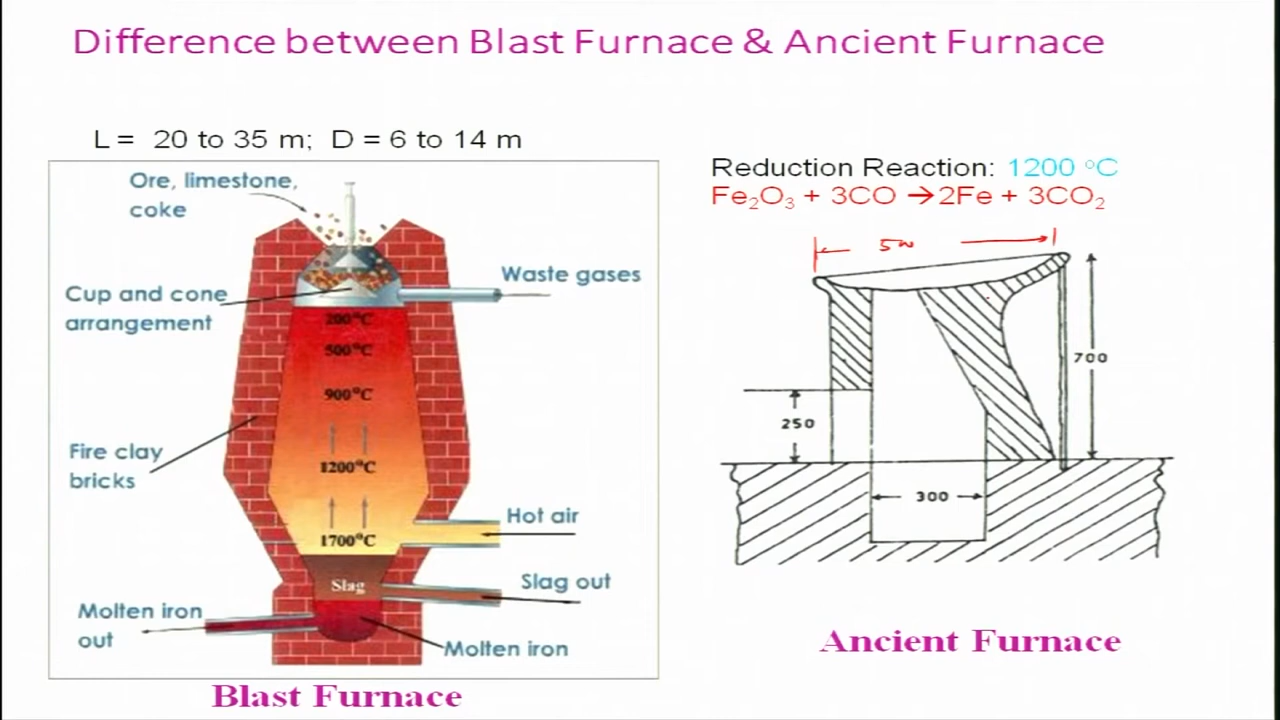 Difference between Blast Furnace & Ancient Furnace
L = 20 to 35 m; D = 6 to 14 m
Ore, limestone,
coke
Waste gases
Cup and cone
arrangement
200°C
500°C
900°C
Fire clay
bricks
1200°C
Hot air
1700°C
Slag
Slag out
Molten iron
out
Molten iron
Blast Furnace
Reduction Reaction: 1200 °C
Fe₂O₃ + 3CO → 2Fe + 3CO₂
700
250
300
Ancient Furnace